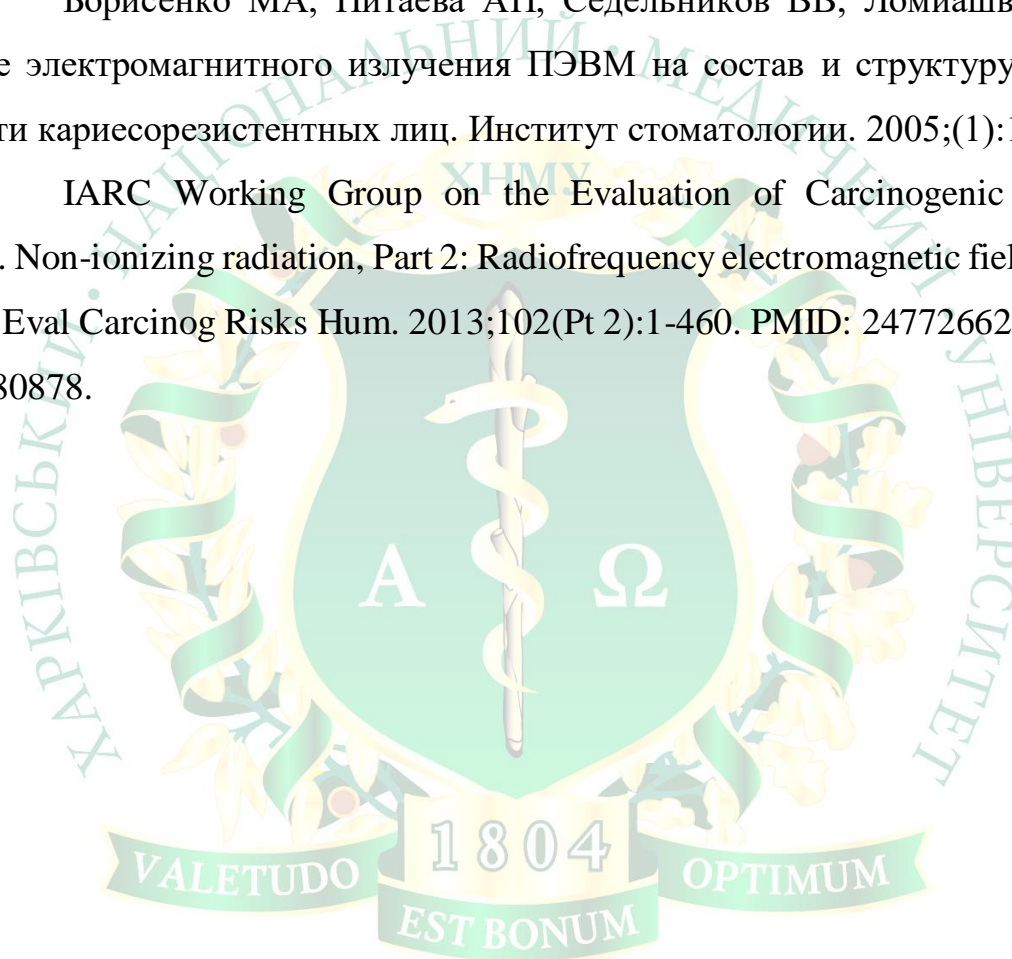 Борисенко МА, Питаева АН, Седельников ВВ, Ломиашв
е электромагнитного излучения ПЭВМ на состав и структуру
ти кариесорезистентных лиц. Институт стоматологии. 2005;(1):1
IARC Working Group on the Evaluation of Carcinogenic
. Non-ionizing radiation, Part 2: Radiofrequency electromagnetic fiel
Eval Carcinog Risks Hum. 2013;102(Pt 2):1-460. PMID: 24772662
80878.
ХАРКІВСЬКИЙ • НАЦІОНАЛЬНИЙ • МЕДИЧНИЙ УНІВЕРСИТЕТ
ХНМУ
Α Ω
1804
VALETUDO OPTIMUM
EST BONUM